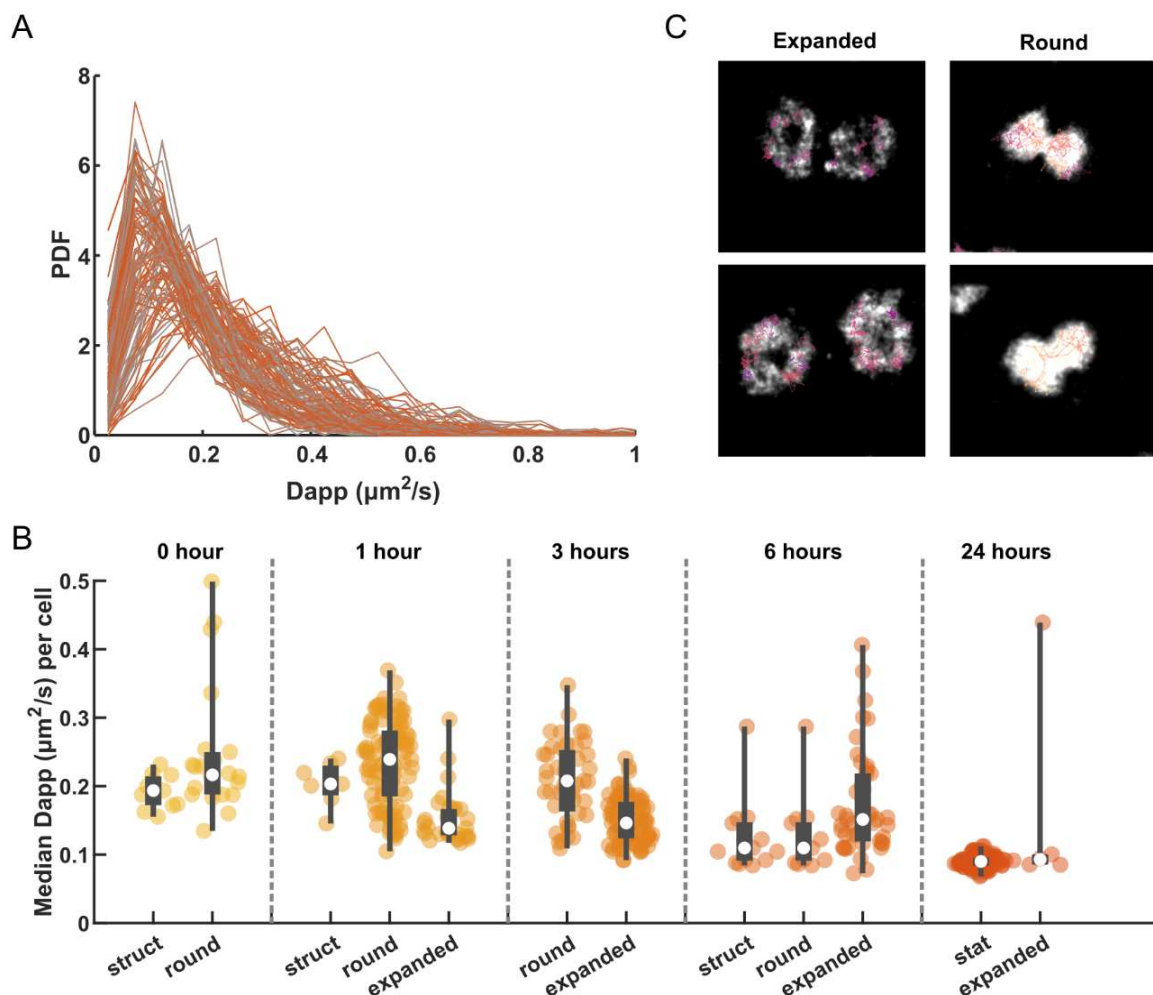 A
8
6
4
2
0
PDF
0 0.2 0.4 0.6 0.8 1
Dapp (µm²/s)
C
Expanded Round
B
0 hour 1 hour 3 hours 6 hours 24 hours
0.5
0.4
0.3
0.2
0.1
0
Median Dapp (µm²/s) per cell
struct round struct round expanded round expanded struct round expanded stat expanded